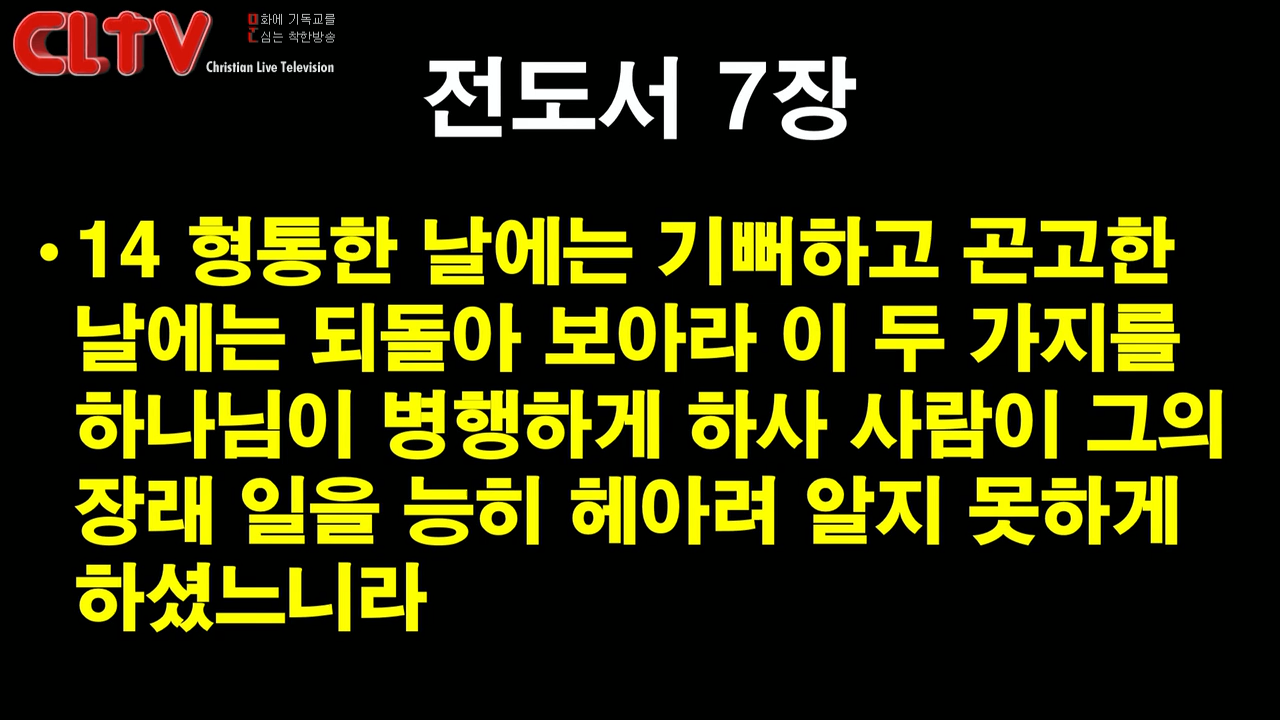 CLTV
문화에 기독교를
심는 착한방송
Christian Live Television
전도서 7장
• 14 형통한 날에는 기뻐하고 곤고한
날에는 되돌아 보아라 이 두 가지를
하나님이 병행하게 하사 사람이 그의
장래 일을 능히 헤아려 알지 못하게
하셨느니라